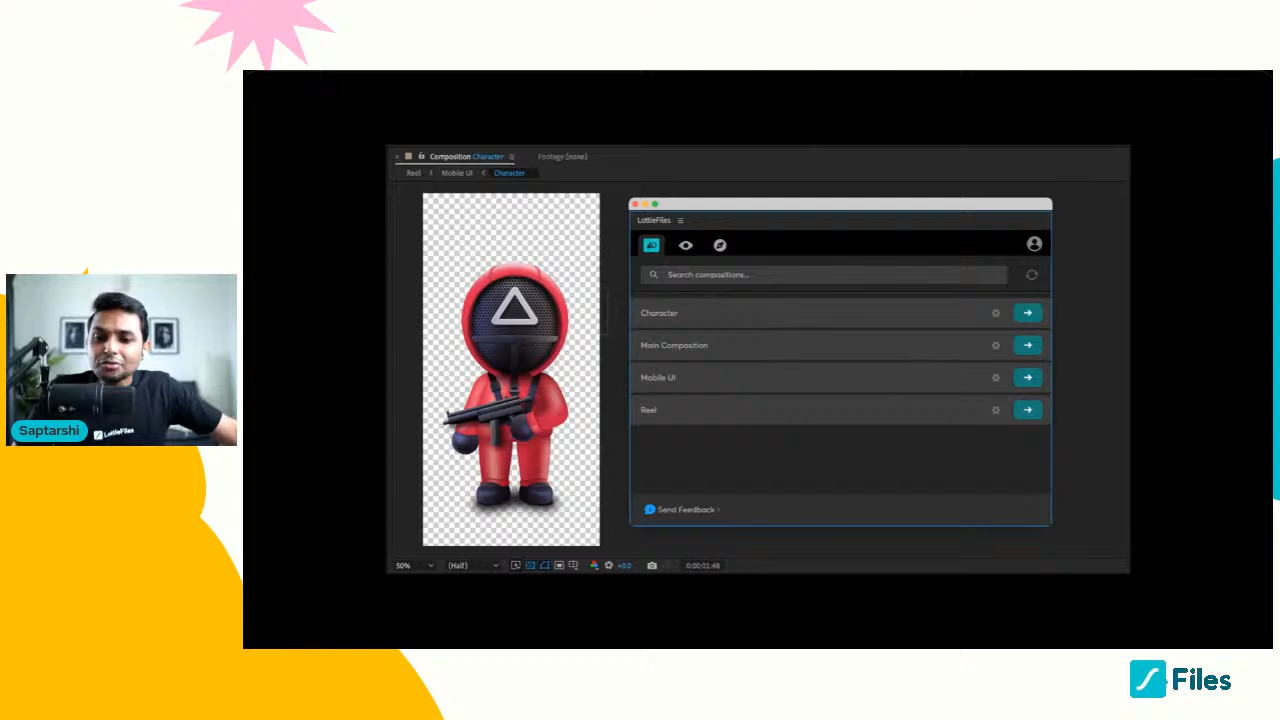 Composition Character
Footage (none)
Reel
Mobile UI
Character
LottieFiles
Search compositions...
Character
Main Composition
Mobile UI
Reel
Send Feedback
50%
(Half)
+0.0
0:00:01:48
Saptarshi
LottieFiles
Files